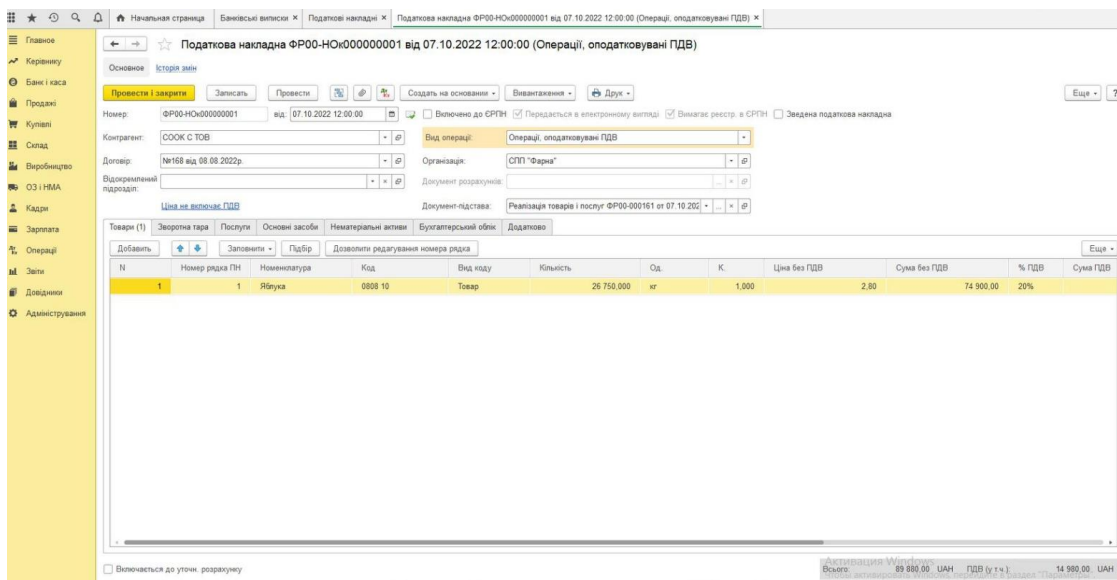 Начальная страница Банківські виписки × Податкові накладні × Податкова накладна ФР00-НОк000000001 від 07.10.2022 12:00:00 (Операції, оподатковувані ПДВ) ×
Главное
Керівнику
Банк і каса
Продажі
Купівлі
Склад
Виробництво
ОЗ і НМА
Кадри
Зарплата
Операції
Звіти
Довідники
Адміністрування
Податкова накладна ФР00-НОк000000001 від 07.10.2022 12:00:00 (Операції, оподатковувані ПДВ)
Основное Історія змін
Провести і закрити Записать Провести Создать на основании Вивантаження Друк Еще ?
Номер: ФР00-НОк000000001 від: 07.10.2022 12:00:00 Включено до ЄРПН Передається в електронному вигляді Вимагає реєстр. в ЄРПН Зведена податкова накладна
Контрагент: СООК С ТОВ Вид операції: Операції, оподатковувані ПДВ
Договір: №168 від 08.08.2022р. Організація: СПП "Фарна"
Відокремлений підрозділ: Документ розрахунків:
Ціна не включає ПДВ Документ-підстава: Реалізація товарів і послуг ФР00-000161 от 07.10.202
Товари (1) Зворотна тара Послуги Основні засоби Нематеріальні активи Бухгалтерський облік Додатково
Добавить Заповнити Підбір Дозволити редагування номера рядка Еще
N Номер рядка ПН Номенклатура Код Вид коду Кількість Од. К. Ціна без ПДВ Сума без ПДВ % ПДВ Сума ПДВ
1 1 Яблука 0808 10 Товар 26 750,000 кг 1,000 2,80 74 900,00 20%
Включається до уточн. розрахунку
Активация Windows
Всього: 89 880,00 UAH ПДВ (у т.ч.): 14 980,00 UAH